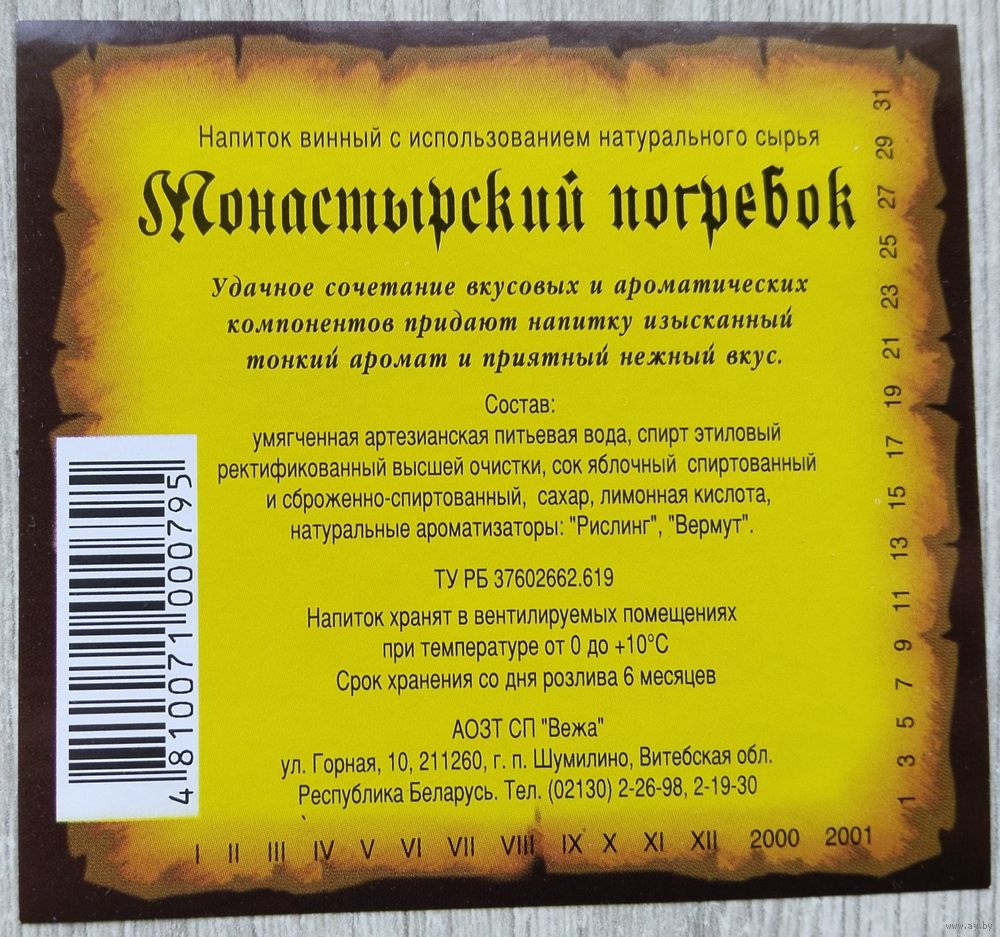 Напиток винный с использованием натурального сырья
Монастырский погребок
Удачное сочетание вкусовых и ароматических
компонентов придают напитку изысканный
тонкий аромат и приятный нежный вкус.
Состав:
умягченная артезианская питьевая вода, спирт этиловый
ректификованный высшей очистки, сок яблочный спиртованный
и сброженно-спиртованный, сахар, лимонная кислота,
натуральные ароматизаторы: "Рислинг", "Вермут".
ТУ РБ 37602662.619
Напиток хранят в вентилируемых помещениях
при температуре от 0 до +10°С
Срок хранения со дня розлива 6 месяцев
АОЗТ СП "Вежа"
ул. Горная, 10, 211260, г. п. Шумилино, Витебская обл.
Республика Беларусь. Тел. (02130) 2-26-98, 2-19-30
I II III IV V VI VII VIII IX X XI XII 2000 2001
1 3 5 7 9 11 13 15 17 19 21 23 25 27 29 31
4 810071 000795
www.ay.by